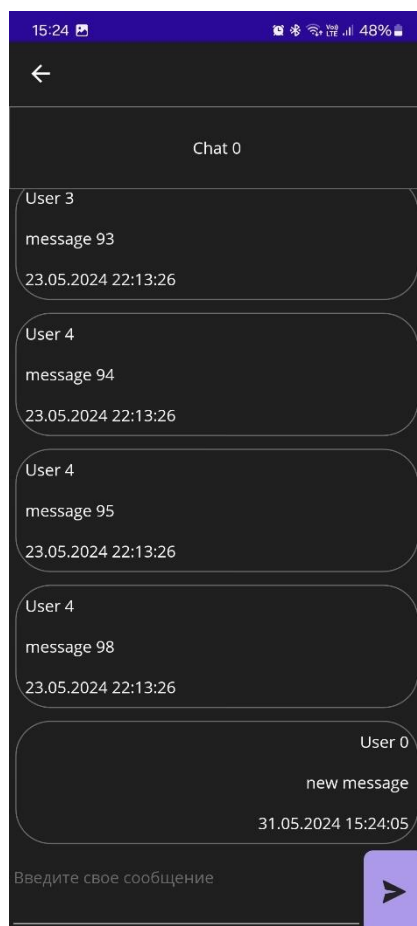 15:24 Vo) LTE 48%
Chat 0
User 3
message 93
23.05.2024 22:13:26
User 4
message 94
23.05.2024 22:13:26
User 4
message 95
23.05.2024 22:13:26
User 4
message 98
23.05.2024 22:13:26
User 0
new message
31.05.2024 15:24:05
Введите свое сообщение